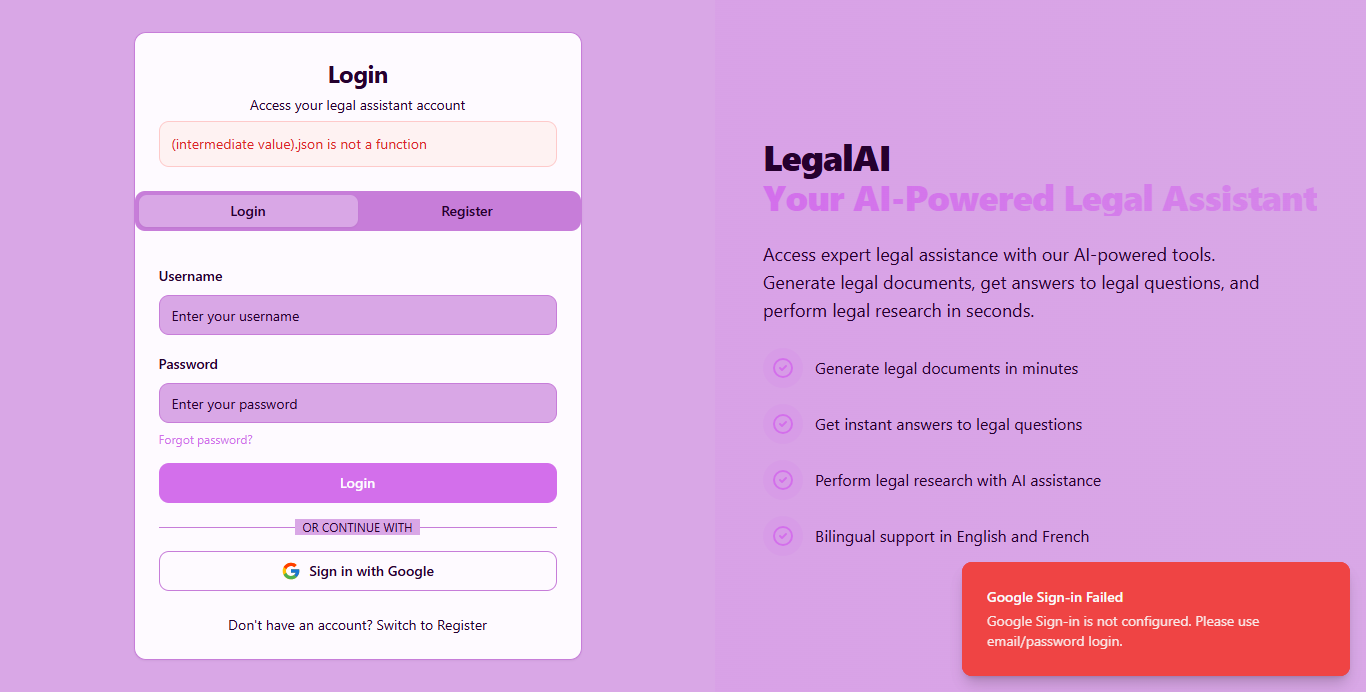 Login
Access your legal assistant account
(intermediate value).json is not a function
Login
Register
Username
Enter your username
Password
Enter your password
Forgot password?
Login
OR CONTINUE WITH
Sign in with Google
Don't have an account? Switch to Register
LegalAI
Your AI-Powered Legal Assistant
Access expert legal assistance with our AI-powered tools.
Generate legal documents, get answers to legal questions, and
perform legal research in seconds.
Generate legal documents in minutes
Get instant answers to legal questions
Perform legal research with AI assistance
Bilingual support in English and French
Google Sign-in Failed
Google Sign-in is not configured. Please use
email/password login.